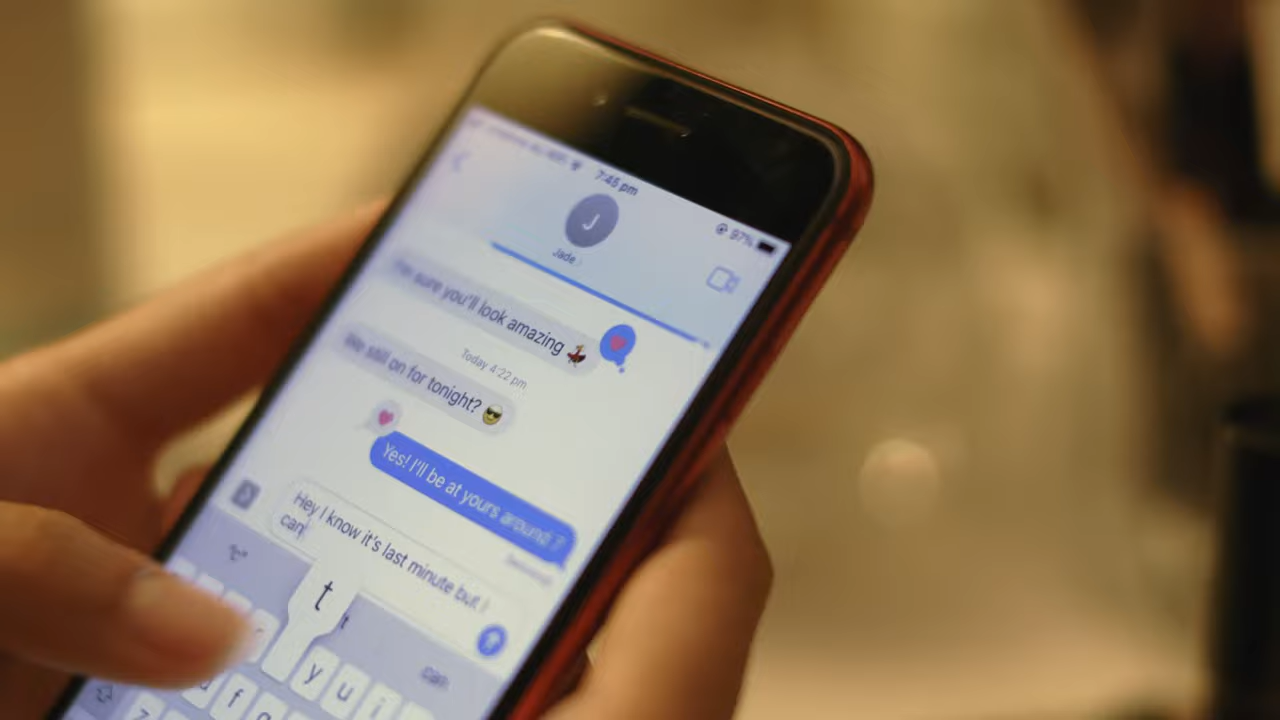 7:45 pm
97%
J
Jade
I'm sure you'll look amazing 💃
Today 4:22 pm
We still on for tonight? 😎
Yes! I'll be at yours around 7
Hey I know it's last minute but I
can
t
y u i
f
z